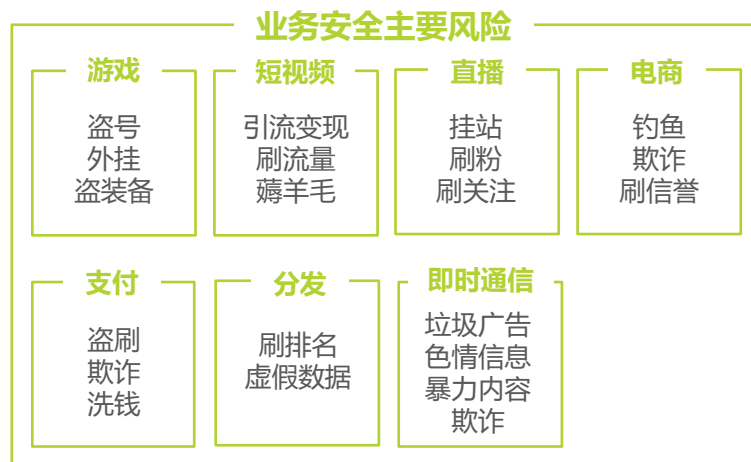 业务安全主要风险
游戏
盗号
外挂
盗装备
短视频
引流变现
刷流量
薅羊毛
直播
挂站
刷粉
刷关注
电商
钓鱼
欺诈
刷信誉
支付
盗刷
欺诈
洗钱
分发
刷排名
虚假数据
即时通信
垃圾广告
色情信息
暴力内容
欺诈